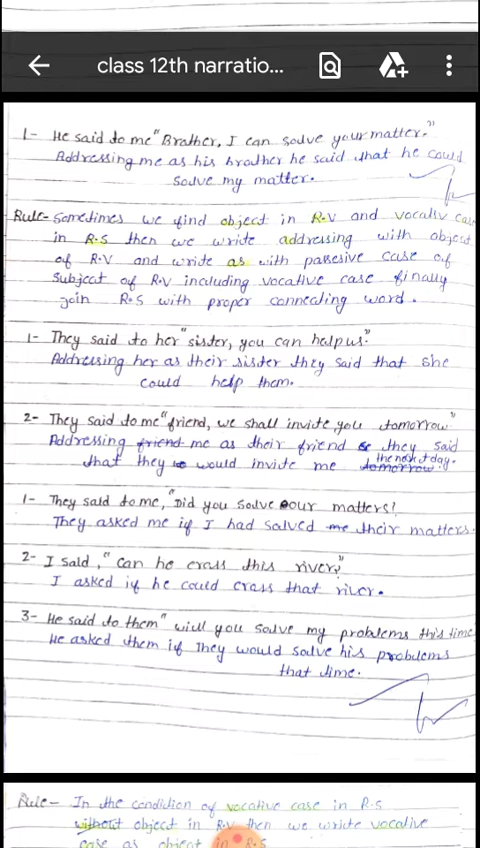 class 12th narratio...
1- He said to me "Brother, I can solve your matter."
Addressing me as his brother he said that he could
solve my matter.
Rule- Sometimes we find object in R.V and vocativ case
in R.S then we write addressing with object
of R.V and write as with passesive case of
Subject of R.V including vocative case finally
join R.S with proper connecting word.
1- They said to her "sister, you can help us."
Addressing her as their sister they said that she
could help them.
2- They said to me "friend, we shall invite you tomorrow"
Addressing friend me as their friend they said
that they would invite me tomorrow. the next day.
1- They said to me, "Did you solve our matters?
They asked me if I had solved me their matters.
2- I said, "Can he crass this river?"
I asked if he could crass that river.
3- He said to them "will you solve my problems this time
He asked them if They would solve his problems
that time.
Rule- In the condition of vocative case in R.S
without object in R.V then we write vocative
case as object in R.S